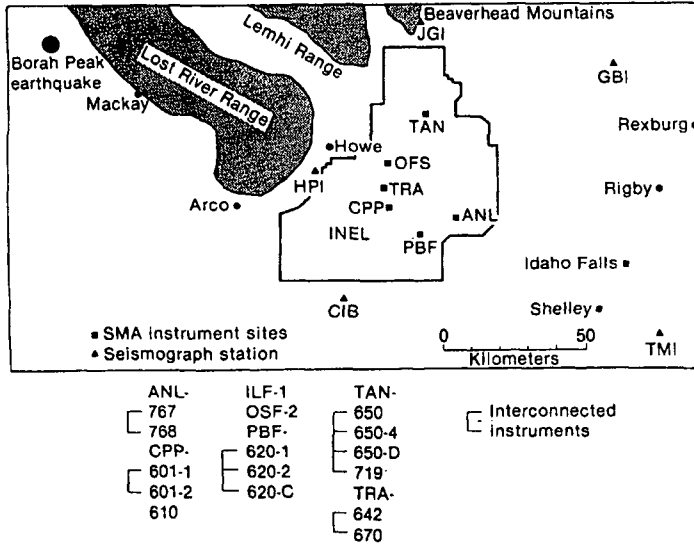 Beaverhead Mountains
JGI
Lemhi Range
Borah Peak
earthquake
Lost River Range
GBI
Mackay
TAN
Rexburg
Howe
OFS
HPI
TRA
Rigby
Arco
CPP
ANL
INEL
PBF
Idaho Falls
CIB
Shelley
SMA instrument sites
Seismograph station
0 50
Kilometers
TMI
ANL-
767
768
CPP-
601-1
601-2
610
ILF-1
OSF-2
PBF-
620-1
620-2
620-C
TAN-
650
650-4
650-D
719
TRA-
642
670
Interconnected
instruments